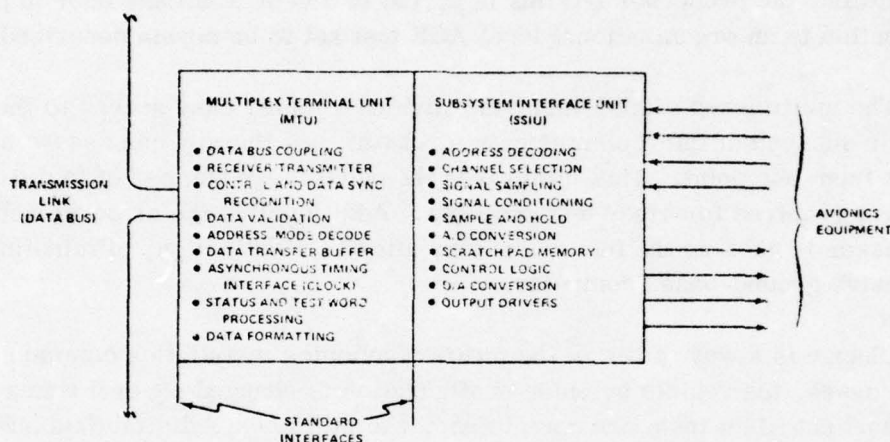 MULTIPLEX TERMINAL UNIT
(MTU)
DATA BUS COUPLING
RECEIVER TRANSMITTER
CONTROL AND DATA SYNC
RECOGNITION
DATA VALIDATION
ADDRESS MODE DECODE
DATA TRANSFER BUFFER
ASYNCHRONOUS TIMING
INTERFACE (CLOCK)
STATUS AND TEST WORD
PROCESSING
DATA FORMATTING
SUBSYSTEM INTERFACE UNIT
(SSIU)
ADDRESS DECODING
CHANNEL SELECTION
SIGNAL SAMPLING
SIGNAL CONDITIONING
SAMPLE AND HOLD
A/D CONVERSION
SCRATCH PAD MEMORY
CONTROL LOGIC
D/A CONVERSION
OUTPUT DRIVERS
TRANSMISSION
LINK
(DATA BUS)
AVIONICS
EQUIPMENT
STANDARD
INTERFACES